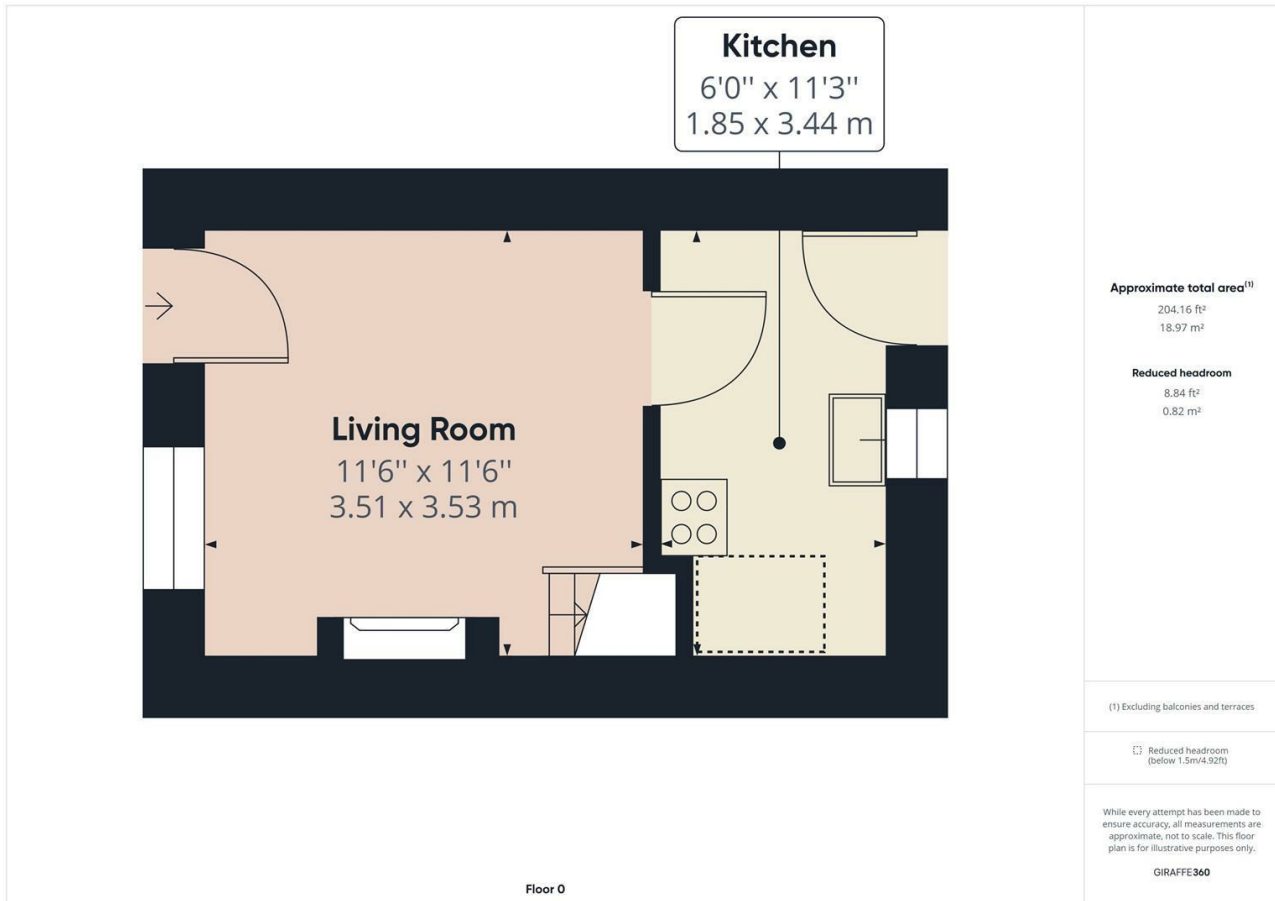 Kitchen
6'0'' x 11'3''
1.85 x 3.44 m
Living Room
11'6'' x 11'6''
3.51 x 3.53 m
Floor 0
Approximate total area(1)
204.16 ft²
18.97 m²
Reduced headroom
8.84 ft²
0.82 m²
(1) Excluding balconies and terraces
Reduced headroom
(below 1.5m/4.92ft)
While every attempt has been made to
ensure accuracy, all measurements are
approximate, not to scale. This floor
plan is for illustrative purposes only.
GIRAFFE360